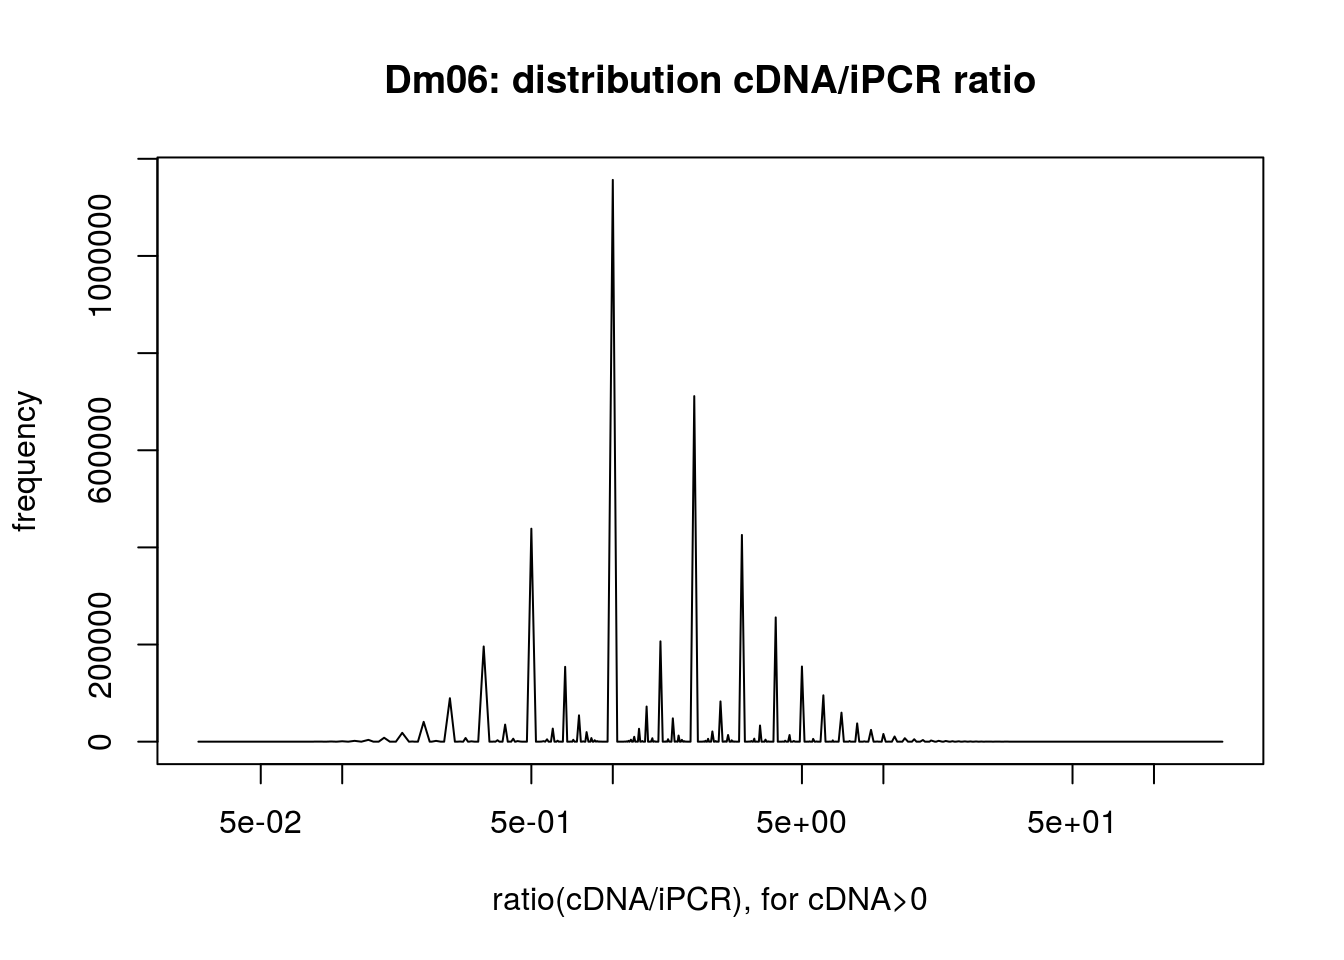 Dm06: distribution cDNA/iPCR ratio
frequency
1000000
600000
200000
0
5e-02 5e-01 5e+00 5e+01
ratio(cDNA/iPCR), for cDNA>0